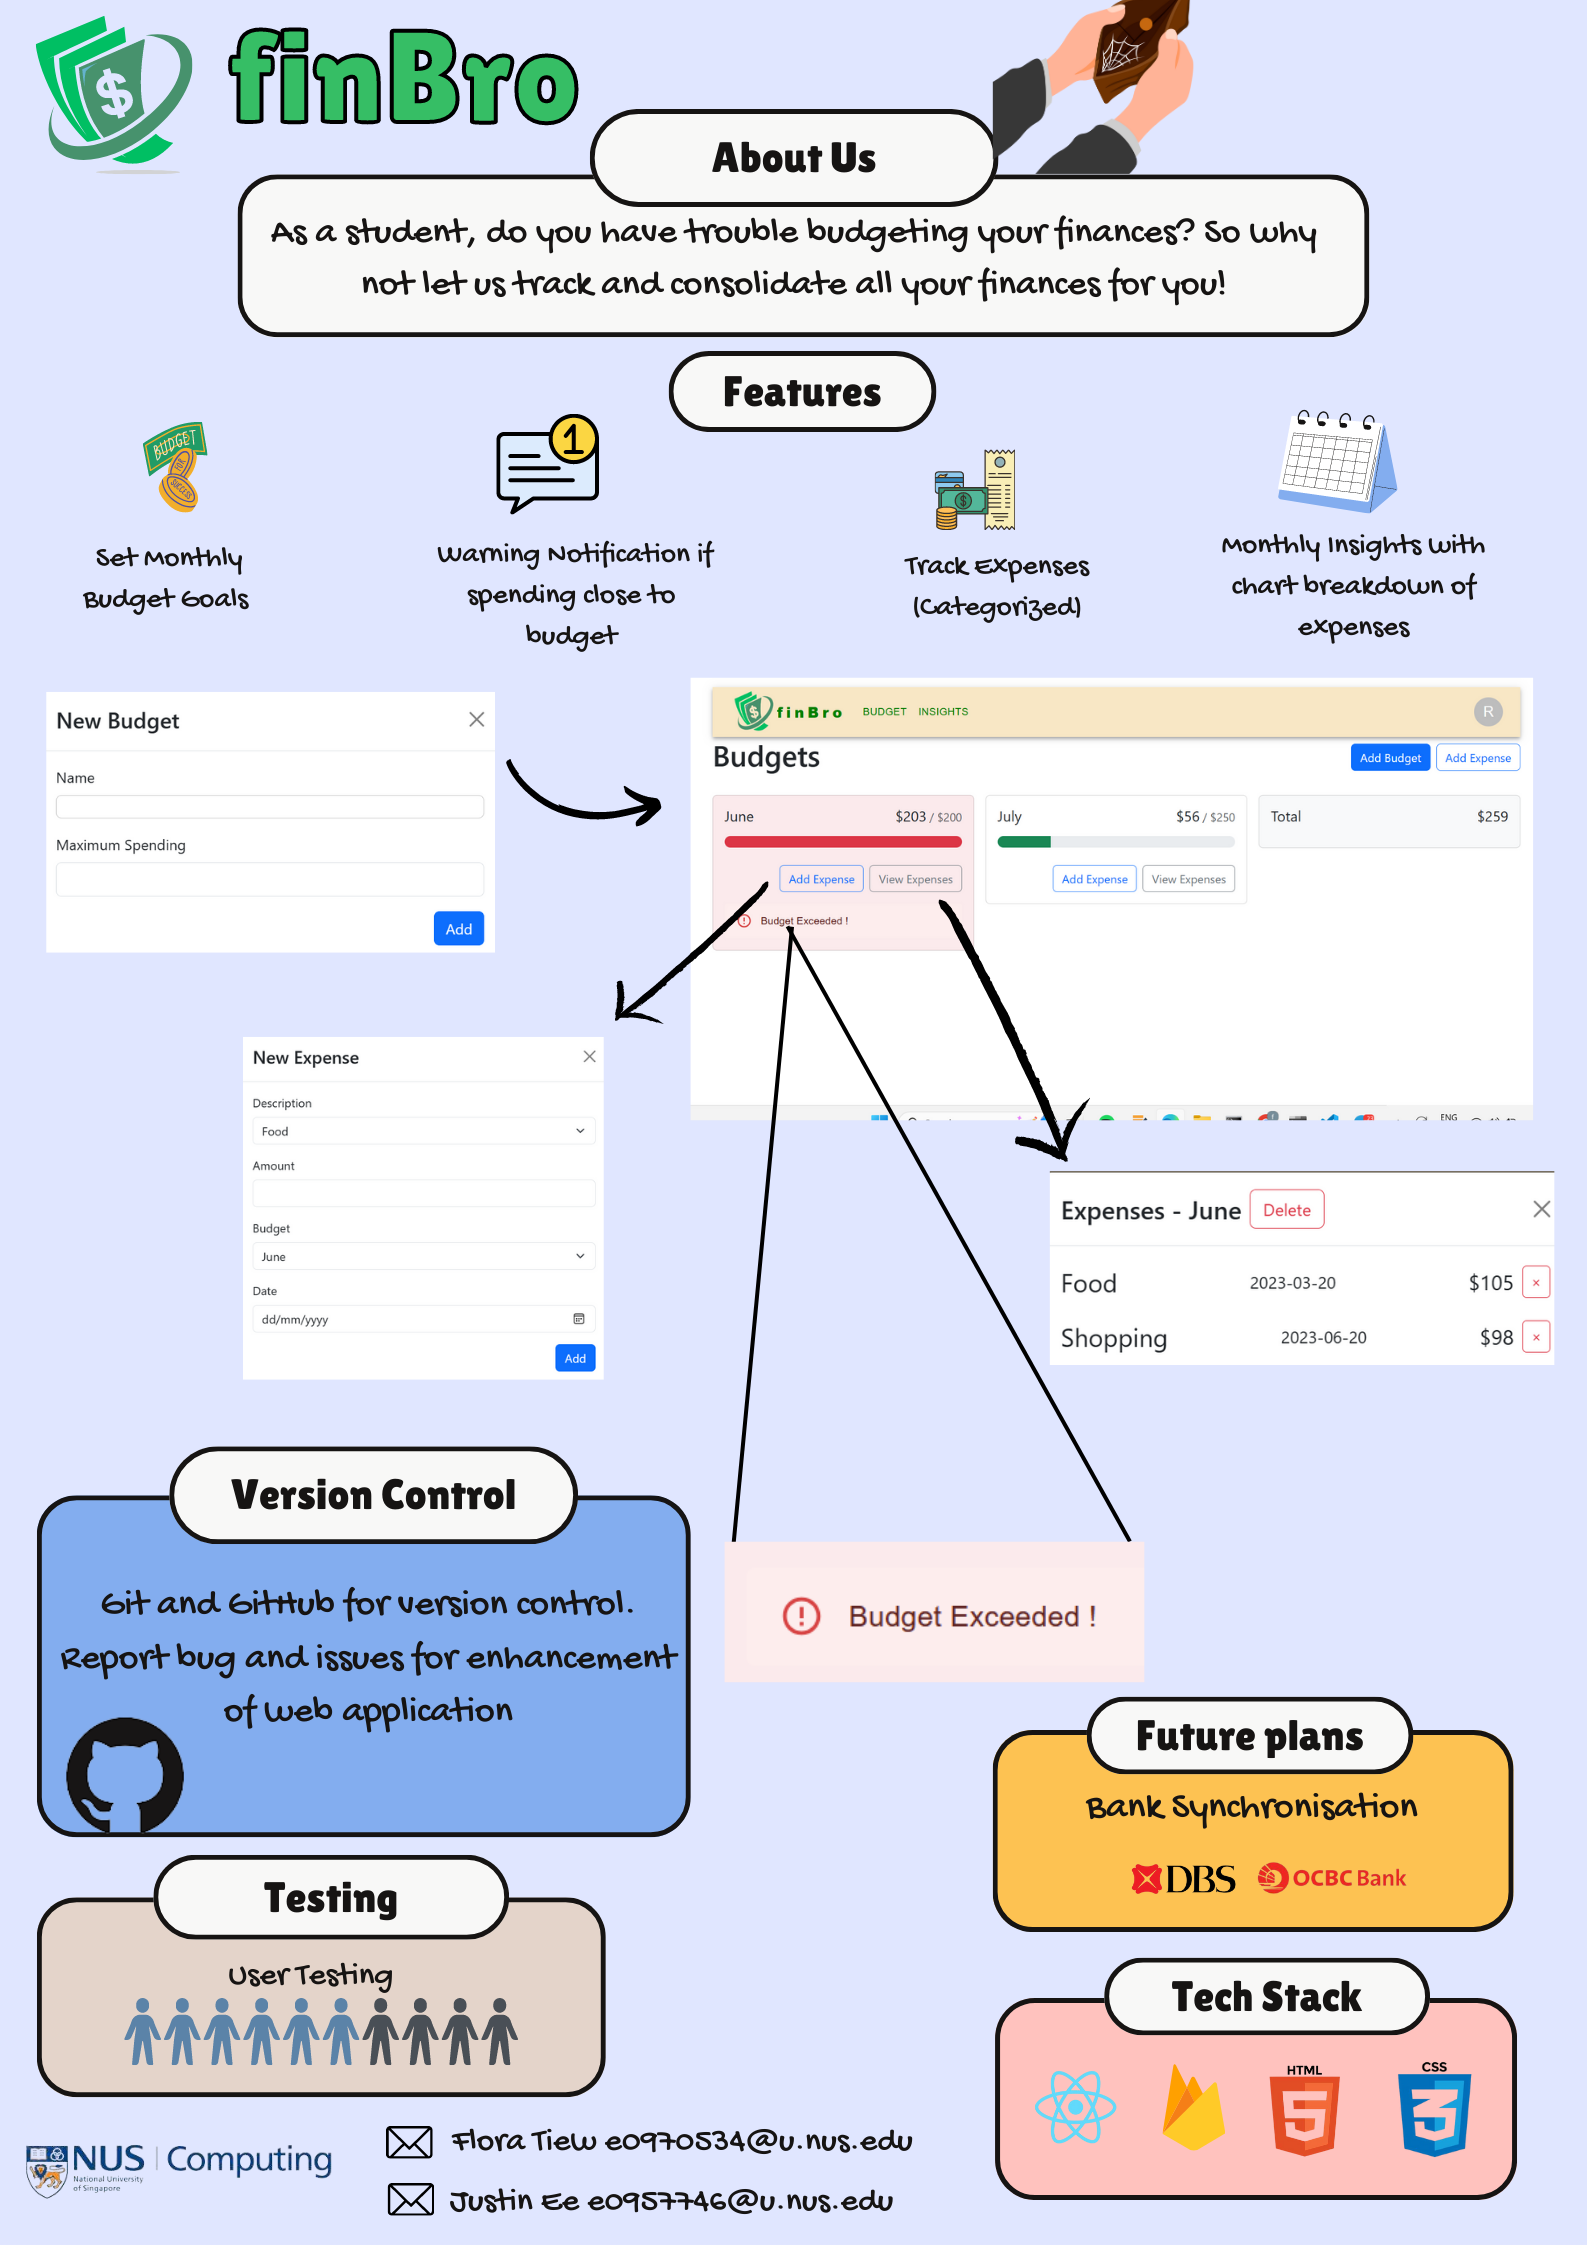 finBro
About Us
As a student, do you have trouble budgeting your finances? So why
not let us track and consolidate all your finances for you!
Features
BUDGET
FOR
SUCCESS
1
Set Monthly
Budget Goals
Warning Notification if
spending close to
budget
Track Expenses
(Categorized)
Monthly Insights with
chart breakdown of
expenses
New Budget
Name
Maximum Spending
Add
finBro BUDGET INSIGHTS R
Budgets Add Budget Add Expense
June $203 / $200
Add Expense View Expenses
Budget Exceeded !
July $56 / $250
Add Expense View Expenses
Total $259
ENG
New Expense
Description
Food
Amount
Budget
June
Date
dd/mm/yyyy
Add
Expenses - June Delete
Food 2023-03-20 $105 ×
Shopping 2023-06-20 $98 ×
Budget Exceeded !
Version Control
Git and GitHub for version control.
Report bug and issues for enhancement
of web application
Future plans
Bank Synchronisation
DBS OCBC Bank
Testing
User Testing
Tech Stack
HTML
5
CSS
3
NUS Computing
National University
of Singapore
Flora Tiew e0970534@u.nus.edu
Justin Ee e0957746@u.nus.edu